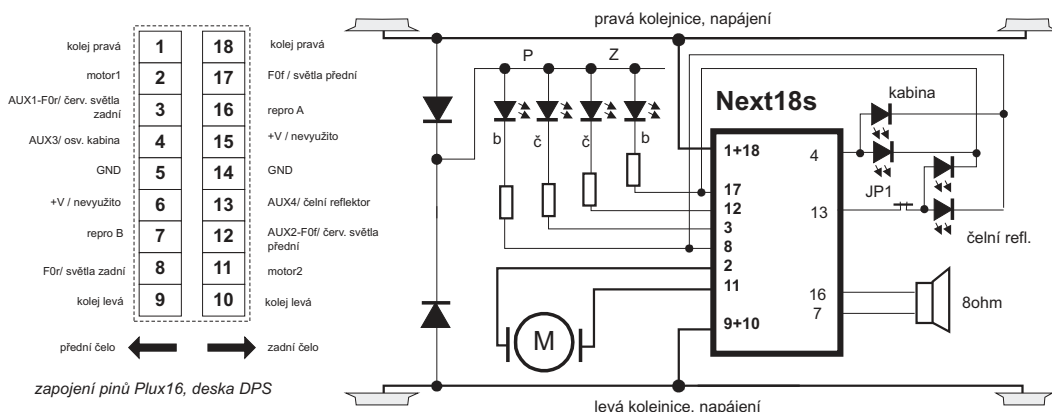 kolej pravá 1 18 kolej pravá
motor1 2 17 F0f / světla přední
AUX1-F0r/ červ. světla
zadní
3 16 repro A
AUX3/ osv. kabina 4 15 +V / nevyužito
GND 5 14 GND
+V / nevyužito 6 13 AUX4/ čelní reflektor
repro B 7 12 AUX2-F0f/ červ. světla
přední
F0r/ světla zadní 8 11 motor2
kolej levá 9 10 kolej levá
přední čelo zadní čelo
zapojení pinů Plux16, deska DPS
pravá kolejnice, napájení
P Z
b č č b
Next18s
kabina
1+18
4
17
12
3
8
2
11
9+10
13
16
7
JP1
čelní refl.
8ohm
M
levá kolejnice, napájení